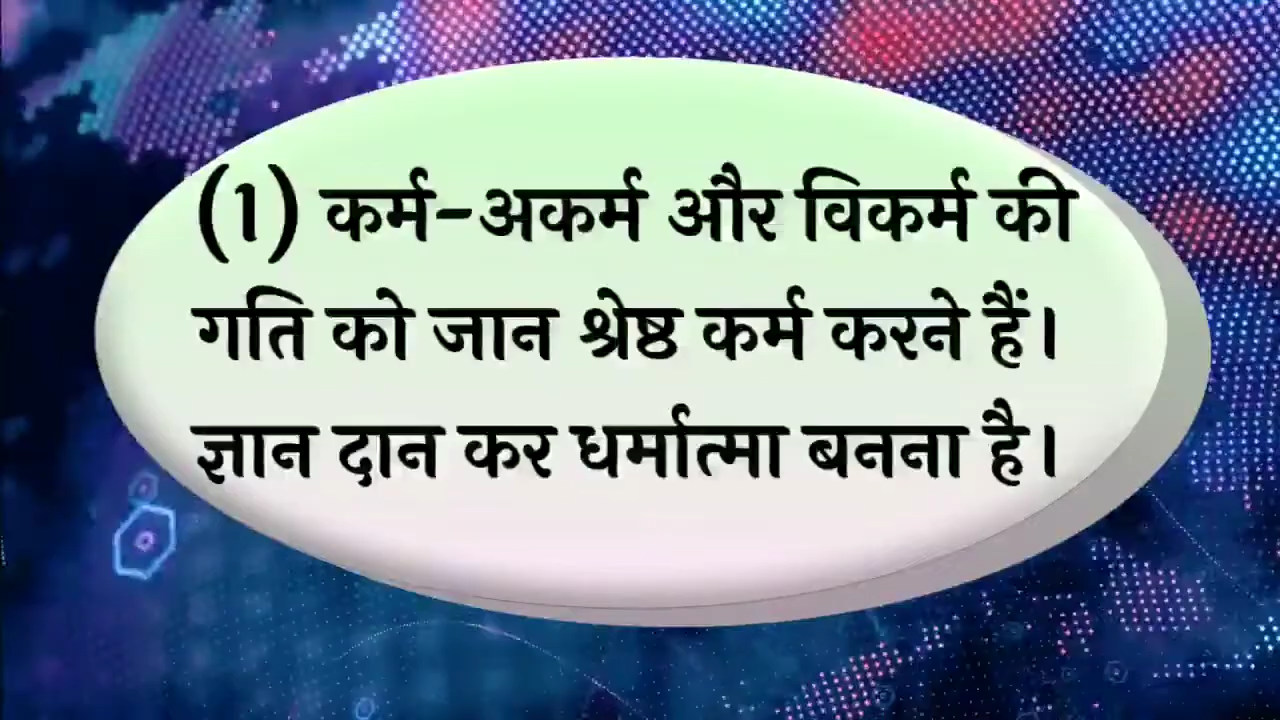 (1) कर्म-अकर्म और विकर्म की
गति को जान श्रेष्ठ कर्म करने हैं।
ज्ञान दान कर धर्मात्मा बनना है।